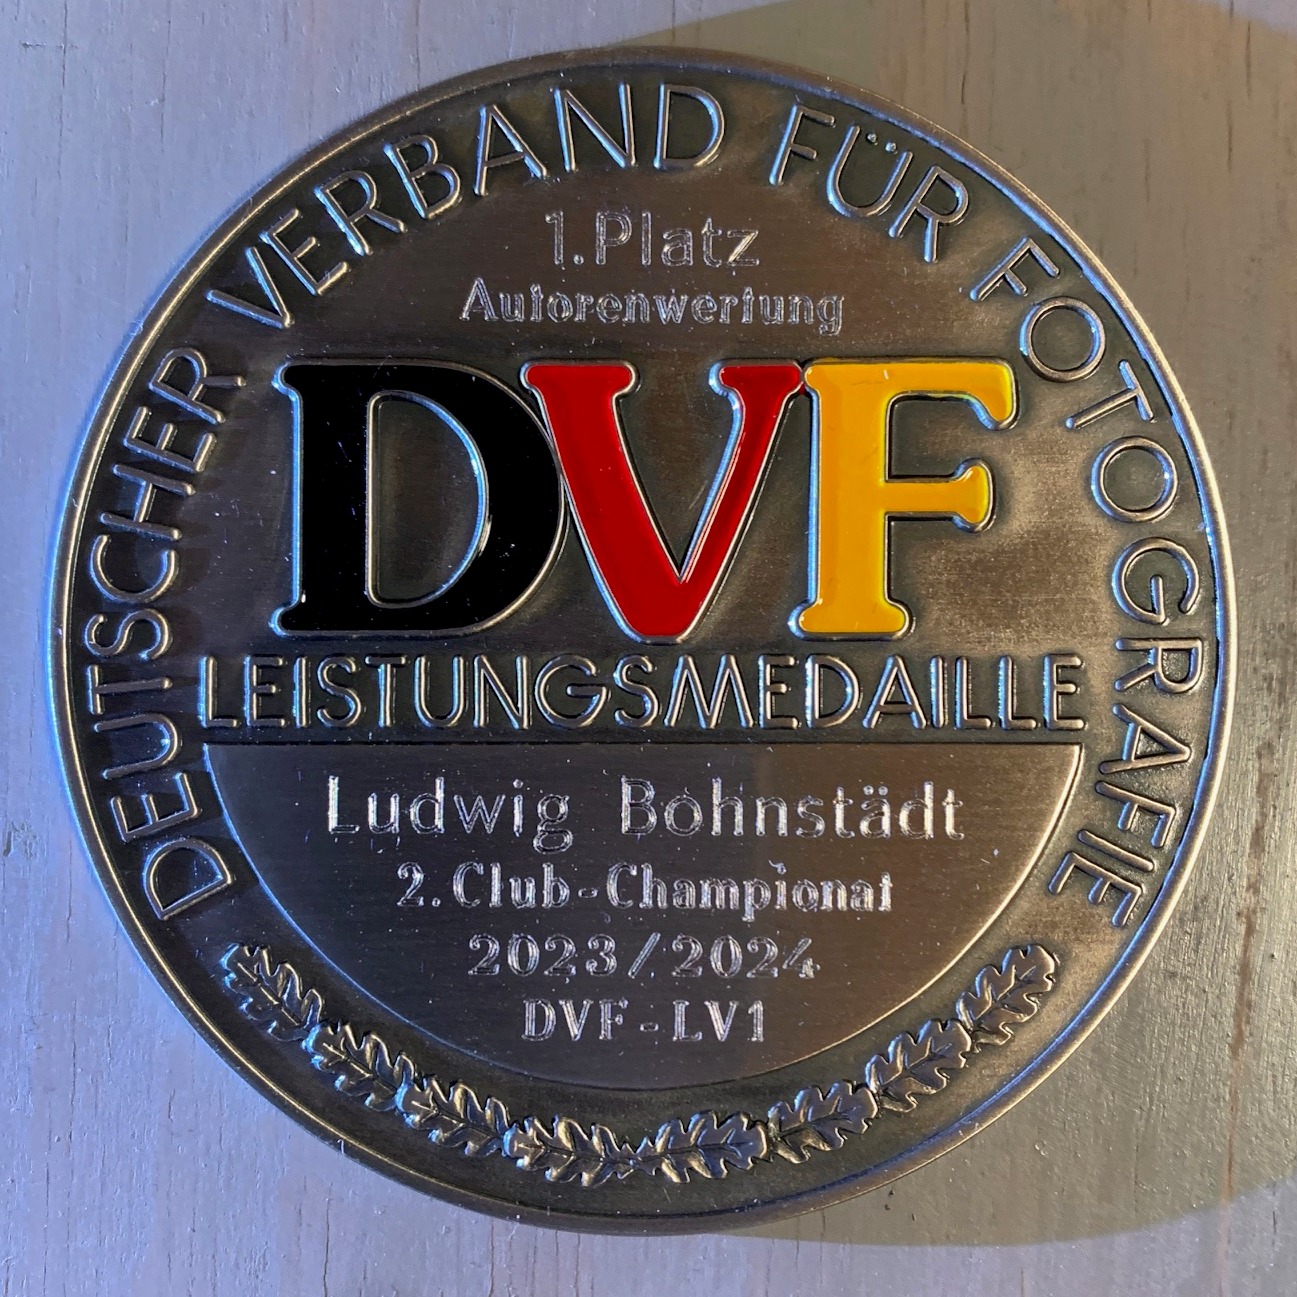 DEUTSCHER VERBAND FÜR FOTOGRAFIE
1. Platz
Autorenwertung
DVF
LEISTUNGSMEDAILLE
Ludwig Bohnstädt
2. Club-Championat
2023/2024
DVF-LV1